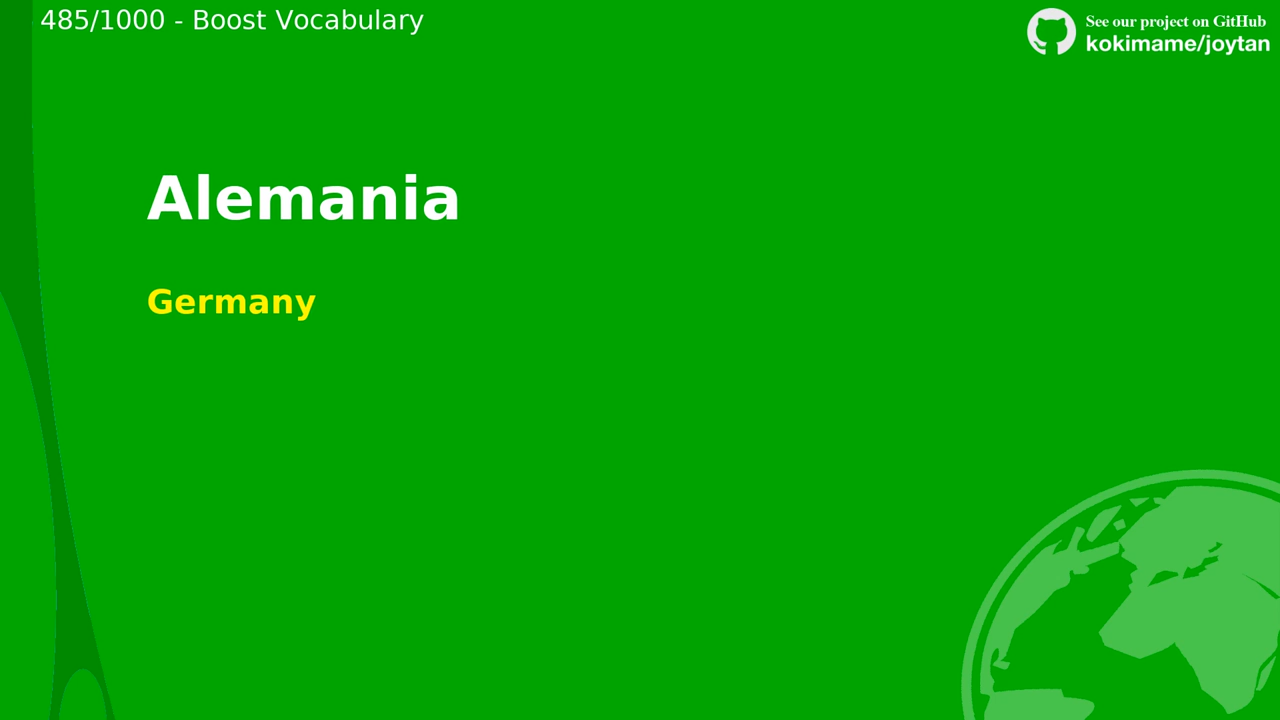 485/1000 - Boost Vocabulary
See our project on GitHub
kokimame/joytan
Alemania
Germany